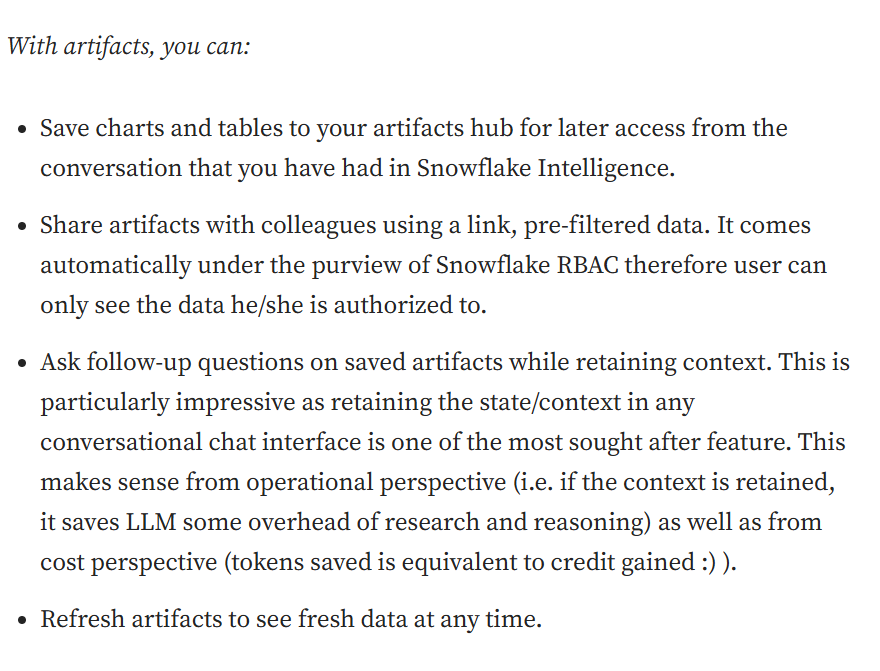 With artifacts, you can:
• Save charts and tables to your artifacts hub for later access from the
conversation that you have had in Snowflake Intelligence.
• Share artifacts with colleagues using a link, pre-filtered data. It comes
automatically under the purview of Snowflake RBAC therefore user can
only see the data he/she is authorized to.
• Ask follow-up questions on saved artifacts while retaining context. This is
particularly impressive as retaining the state/context in any
conversational chat interface is one of the most sought after feature. This
makes sense from operational perspective (i.e. if the context is retained,
it saves LLM some overhead of research and reasoning) as well as from
cost perspective (tokens saved is equivalent to credit gained :) ).
• Refresh artifacts to see fresh data at any time.